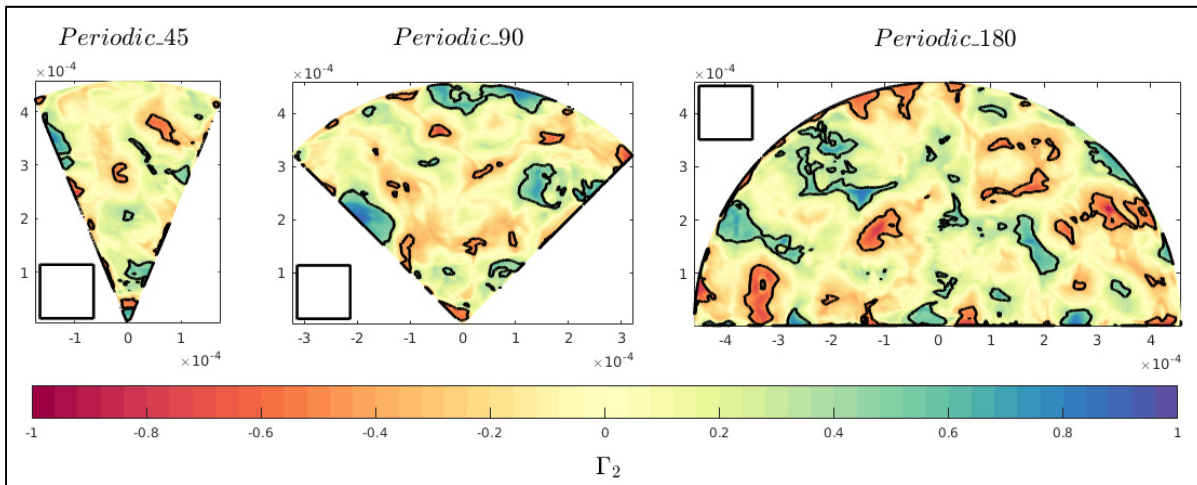 Periodic_45
Periodic_90
Periodic_180
×10⁻⁴
×10⁻⁴
×10⁻⁴
4
3
2
1
-1 0 1
×10⁻⁴
4
3
2
1
-3 -2 -1 0 1 2 3
×10⁻⁴
4
3
2
1
-4 -3 -2 -1 0 1 2 3 4
×10⁻⁴
-1 -0.8 -0.6 -0.4 -0.2 0 0.2 0.4 0.6 0.8 1
Γ₂